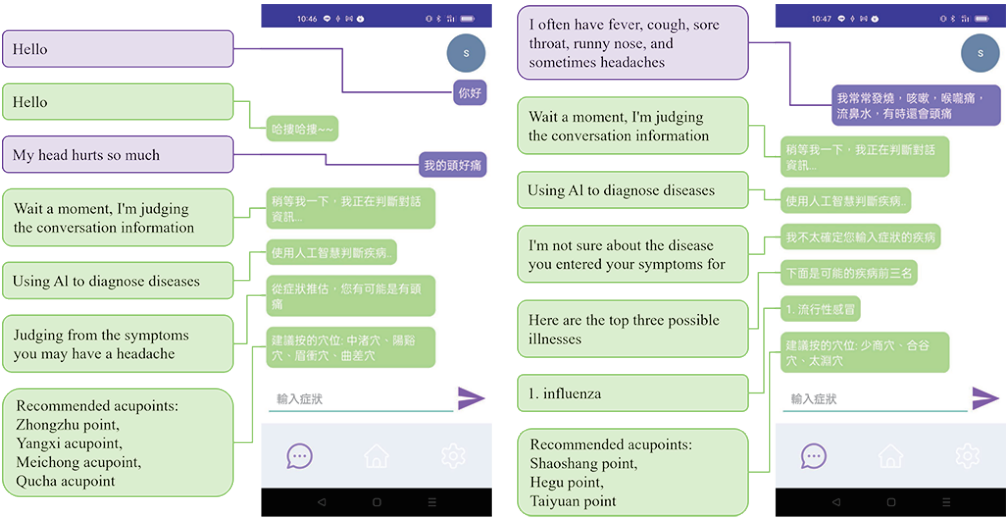 10:46
Hello
S
你好
Hello
哈摟哈摟~~
My head hurts so much
我的頭好痛
Wait a moment, I'm judging
the conversation information
稍等我一下，我正在判斷對話
資訊...
Using AI to diagnose diseases
使用人工智慧判斷疾病..
Judging from the symptoms
you may have a headache
從症狀推估，您有可能是有頭
痛
Recommended acupoints:
Zhongzhu point,
Yangxi acupoint,
Meichong acupoint,
Qucha acupoint
建議按的穴位: 中渚穴、陽谿
穴、眉衝穴、曲差穴
輸入症狀
10:47
I often have fever, cough, sore
throat, runny nose, and
sometimes headaches
S
我常常發燒，咳嗽，喉嚨痛，
流鼻水，有時還會頭痛
Wait a moment, I'm judging
the conversation information
稍等我一下，我正在判斷對話
資訊...
Using AI to diagnose diseases
使用人工智慧判斷疾病..
I'm not sure about the disease
you entered your symptoms for
我不太確定您輸入症狀的疾病
Here are the top three possible
illnesses
下面是可能的疾病前三名
1. influenza
1. 流行性感冒
Recommended acupoints:
Shaoshang point,
Hegu point,
Taiyuan point
建議按的穴位: 少商穴、合谷
穴、太淵穴
輸入症狀